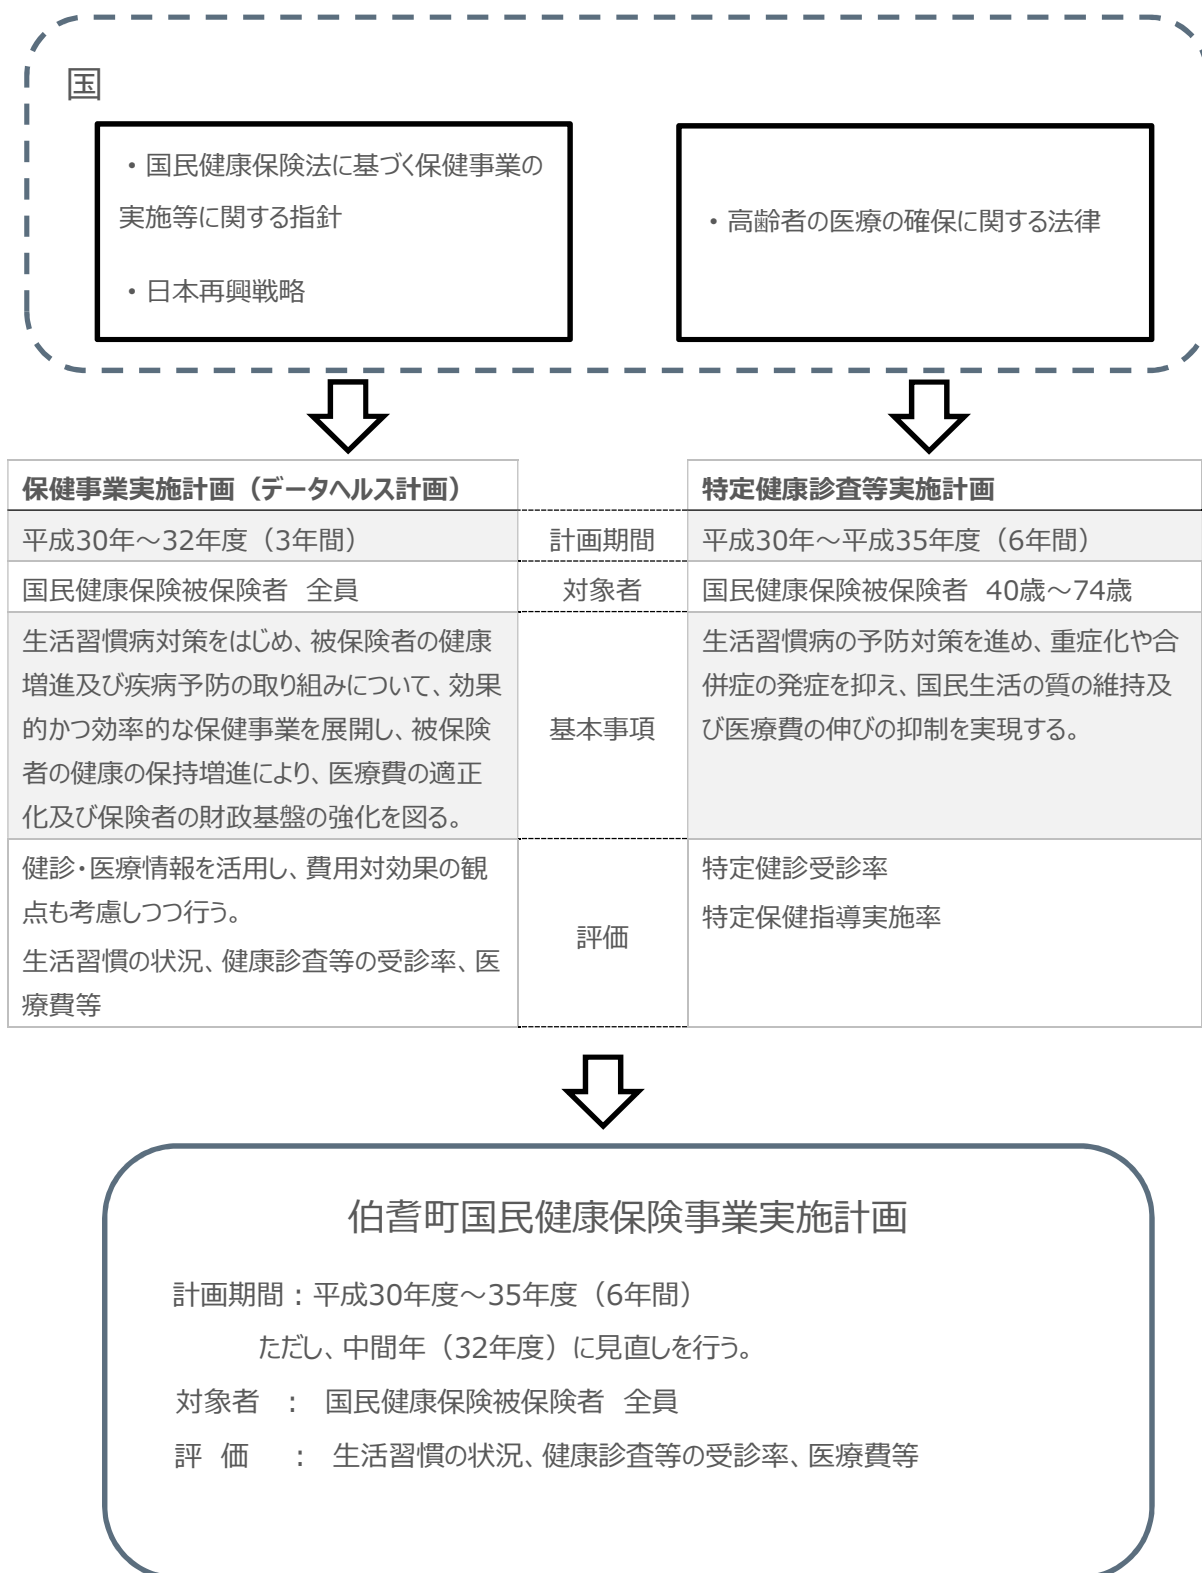 国
・国民健康保険法に基づく保健事業の
実施等に関する指針
・日本再興戦略
・高齢者の医療の確保に関する法律
保健事業実施計画（データヘルス計画）
特定健康診査等実施計画
平成30年～32年度（3年間）
計画期間
平成30年～平成35年度（6年間）
国民健康保険被保険者　全員
対象者
国民健康保険被保険者　40歳～74歳
生活習慣病対策をはじめ、被保険者の健康
増進及び疾病予防の取り組みについて、効果
的かつ効率的な保健事業を展開し、被保険
者の健康の保持増進により、医療費の適正
化及び保険者の財政基盤の強化を図る。
基本事項
生活習慣病の予防対策を進め、重症化や合
併症の発症を抑え、国民生活の質の維持及
び医療費の伸びの抑制を実現する。
健診・医療情報を活用し、費用対効果の観
点も考慮しつつ行う。
生活習慣の状況、健康診査等の受診率、医
療費等
評価
特定健診受診率
特定保健指導実施率
伯耆町国民健康保険事業実施計画
計画期間：平成30年度～35年度（6年間）
ただし、中間年（32年度）に見直しを行う。
対象者　：　国民健康保険被保険者　全員
評　価　：　生活習慣の状況、健康診査等の受診率、医療費等